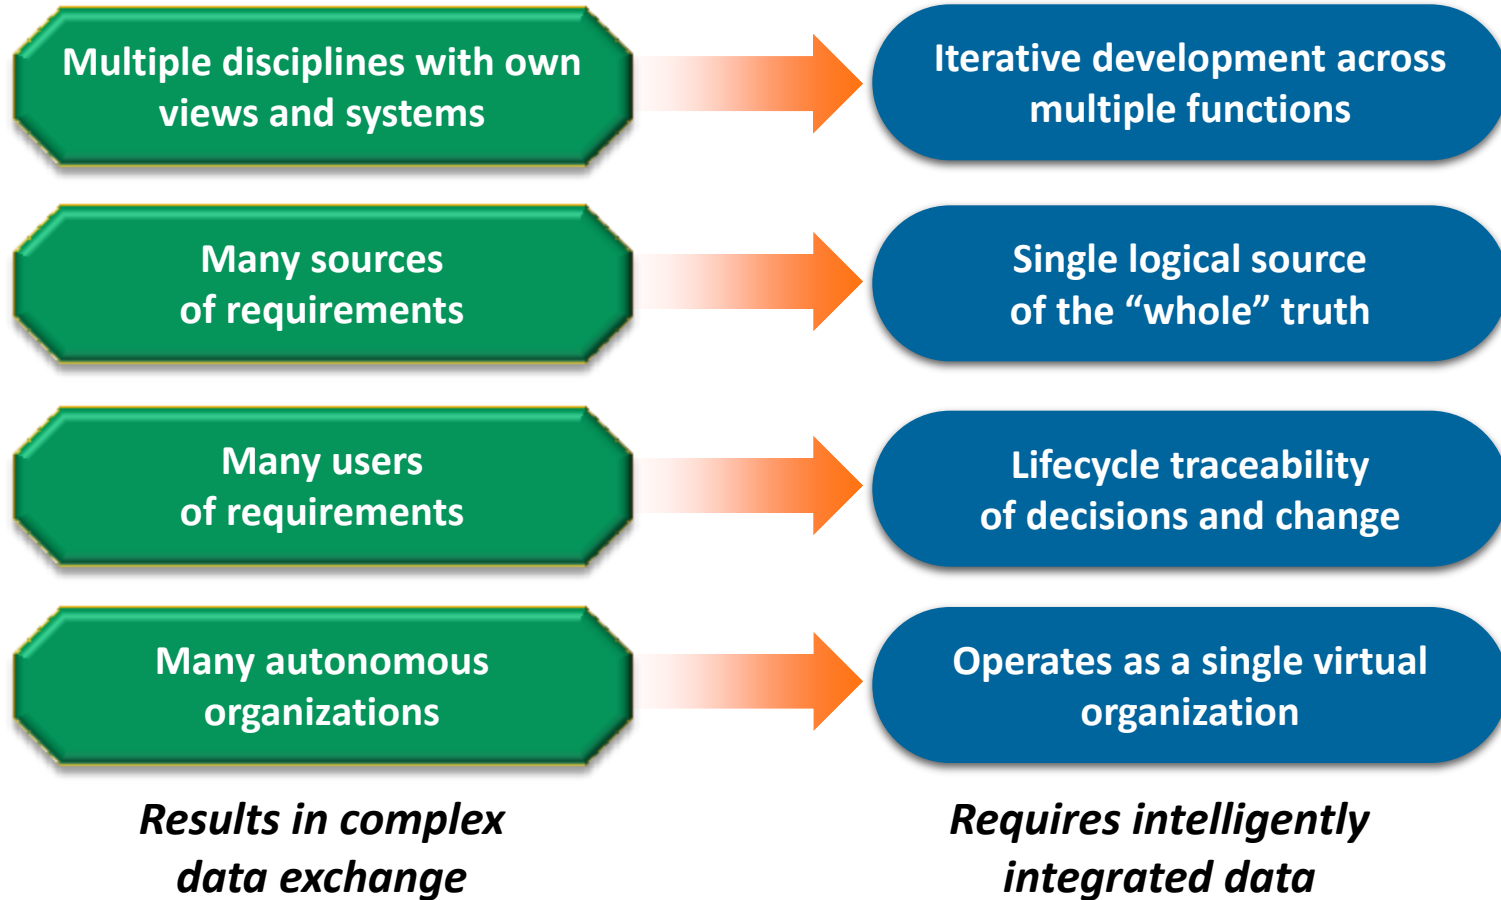 Multiple disciplines with own
views and systems
Iterative development across
multiple functions
Many sources
of requirements
Single logical source
of the “whole” truth
Many users
of requirements
Lifecycle traceability
of decisions and change
Many autonomous
organizations
Operates as a single virtual
organization
Results in complex
data exchange
Requires intelligently
integrated data